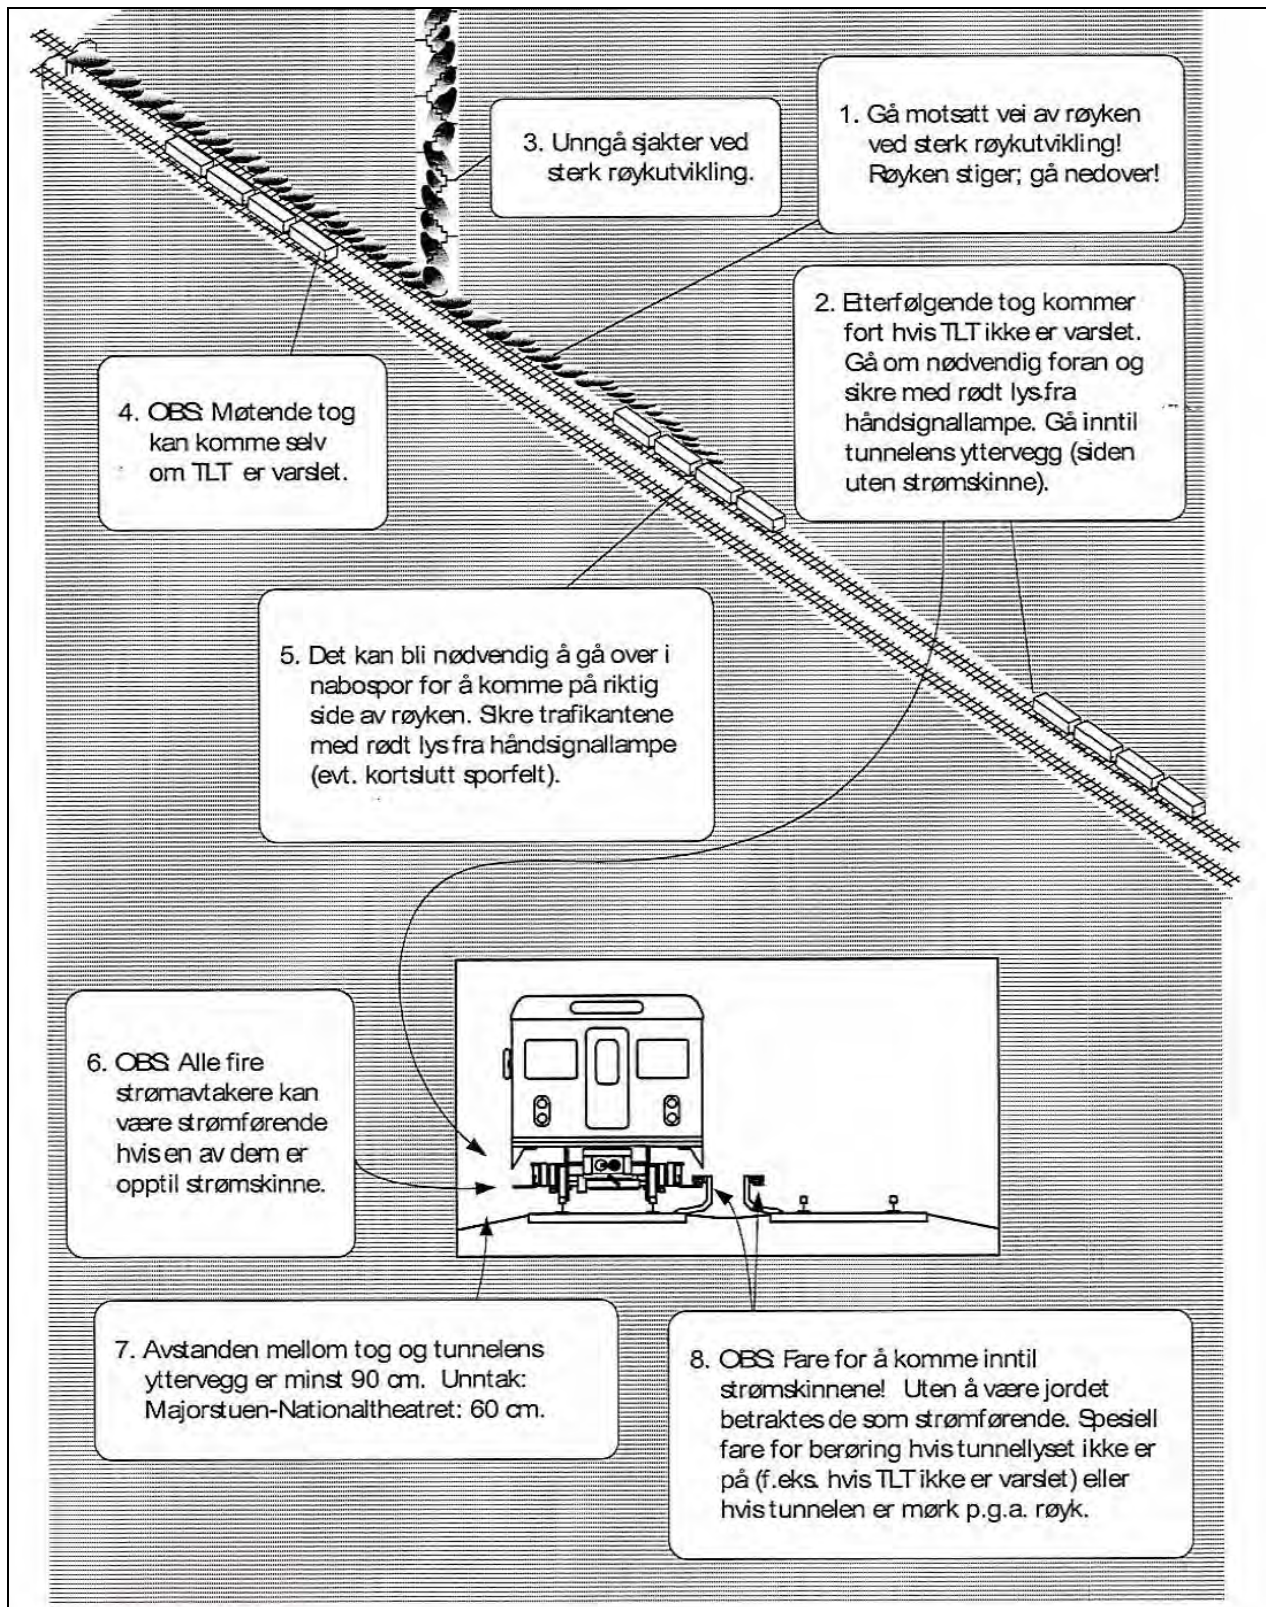 1. Gå motsatt vei av røyken
ved sterk røykutvikling!
Røyken stiger; gå nedover!
3. Unngå sjakter ved
sterk røykutvikling.
2. Etterfølgende tog kommer
fort hvis TLT ikke er varslet.
Gå om nødvendig foran og
sikre med rødt lys fra
håndsignallampe. Gå inntil
tunnelens yttervegg (siden
uten strømskinne).
4. OBS: Møtende tog
kan komme selv
om TLT er varslet.
5. Det kan bli nødvendig å gå over i
nabospor for å komme på riktig
side av røyken. Sikre trafikantene
med rødt lys fra håndsignallampe
(evt. kortslutt sporfelt).
6. OBS: Alle fire
strømavtakere kan
være strømførende
hvis en av dem er
opptil strømskinne.
7. Avstanden mellom tog og tunnelens
yttervegg er minst 90 cm. Unntak:
Majorstuen-Nationaltheatret: 60 cm.
8. OBS: Fare for å komme inntil
strømskinnene! Uten å være jordet
betraktes de som strømførende. Spesiell
fare for berøring hvis tunnellyset ikke er
på (f.eks. hvis TLT ikke er varslet) eller
hvis tunnelen er mørk p.g.a. røyk.